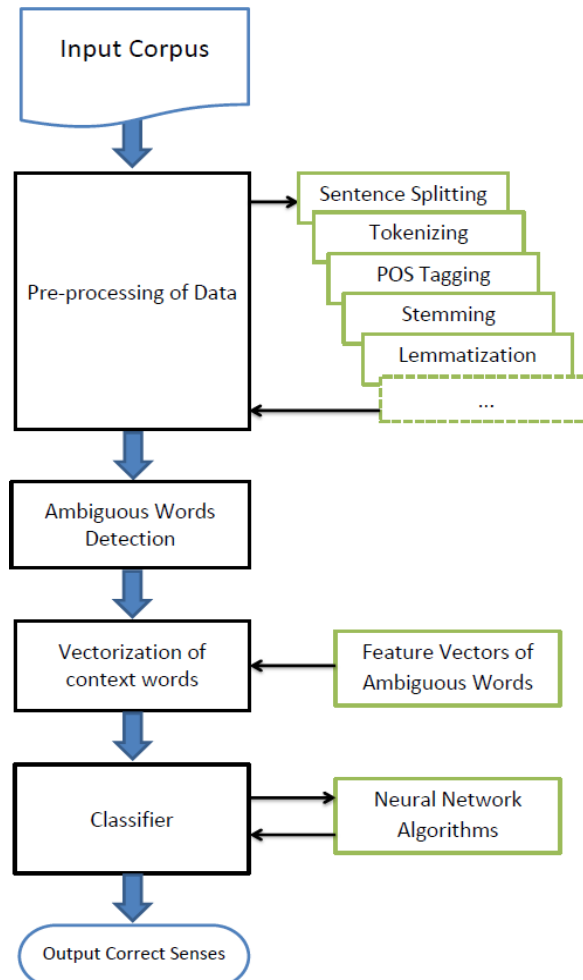 Input Corpus
Pre-processing of Data
Sentence Splitting
Tokenizing
POS Tagging
Stemming
Lemmatization
...
Ambiguous Words
Detection
Vectorization of
context words
Feature Vectors of
Ambiguous Words
Classifier
Neural Network
Algorithms
Output Correct Senses